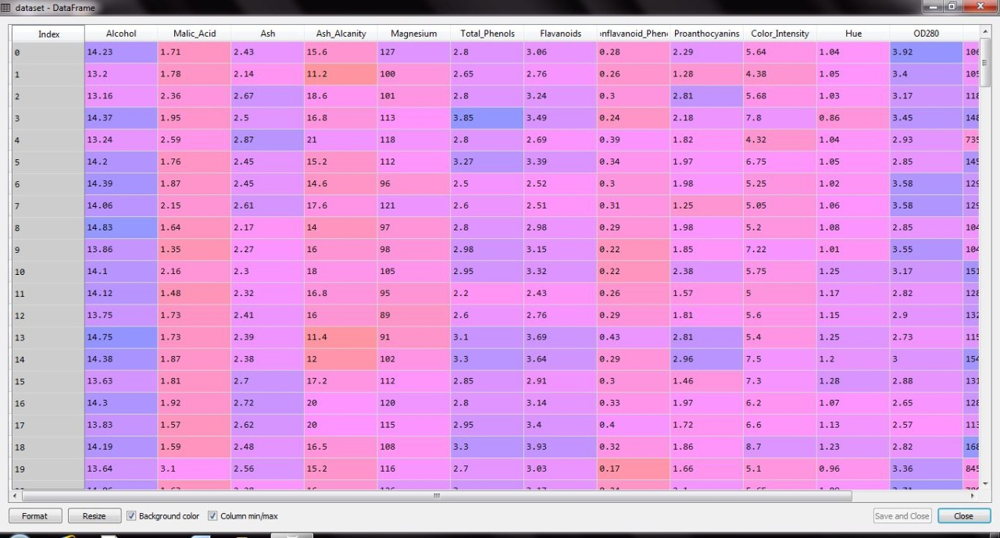 dataset - DataFrame
Index Alcohol Malic_Acid Ash Ash_Alcanity Magnesium Total_Phenols Flavanoids nflavanoid_Phen Proanthocyanins Color_Intensity Hue OD280
0 14.23 1.71 2.43 15.6 127 2.8 3.06 0.28 2.29 5.64 1.04 3.92 106
1 13.2 1.78 2.14 11.2 100 2.65 2.76 0.26 1.28 4.38 1.05 3.4 105
2 13.16 2.36 2.67 18.6 101 2.8 3.24 0.3 2.81 5.68 1.03 3.17 118
3 14.37 1.95 2.5 16.8 113 3.85 3.49 0.24 2.18 7.8 0.86 3.45 148
4 13.24 2.59 2.87 21 118 2.8 2.69 0.39 1.82 4.32 1.04 2.93 735
5 14.2 1.76 2.45 15.2 112 3.27 3.39 0.34 1.97 6.75 1.05 2.85 145
6 14.39 1.87 2.45 14.6 96 2.5 2.52 0.3 1.98 5.25 1.02 3.58 129
7 14.06 2.15 2.61 17.6 121 2.6 2.51 0.31 1.25 5.05 1.06 3.58 129
8 14.83 1.64 2.17 14 97 2.8 2.98 0.29 1.98 5.2 1.08 2.85 104
9 13.86 1.35 2.27 16 98 2.98 3.15 0.22 1.85 7.22 1.01 3.55 104
10 14.1 2.16 2.3 18 105 2.95 3.32 0.22 2.38 5.75 1.25 3.17 151
11 14.12 1.48 2.32 16.8 95 2.2 2.43 0.26 1.57 5 1.17 2.82 128
12 13.75 1.73 2.41 16 89 2.6 2.76 0.29 1.81 5.6 1.15 2.9 132
13 14.75 1.73 2.39 11.4 91 3.1 3.69 0.43 2.81 5.4 1.25 2.73 115
14 14.38 1.87 2.38 12 102 3.3 3.64 0.29 2.96 7.5 1.2 3 154
15 13.63 1.81 2.7 17.2 112 2.85 2.91 0.3 1.46 7.3 1.28 2.88 131
16 14.3 1.92 2.72 20 120 2.8 3.14 0.33 1.97 6.2 1.07 2.65 128
17 13.83 1.57 2.62 20 115 2.95 3.4 0.4 1.72 6.6 1.13 2.57 113
18 14.19 1.59 2.48 16.5 108 3.3 3.93 0.32 1.86 8.7 1.23 2.82 168
19 13.64 3.1 2.56 15.2 116 2.7 3.03 0.17 1.66 5.1 0.96 3.36 845
Format Resize Background color Column min/max Save and Close Close